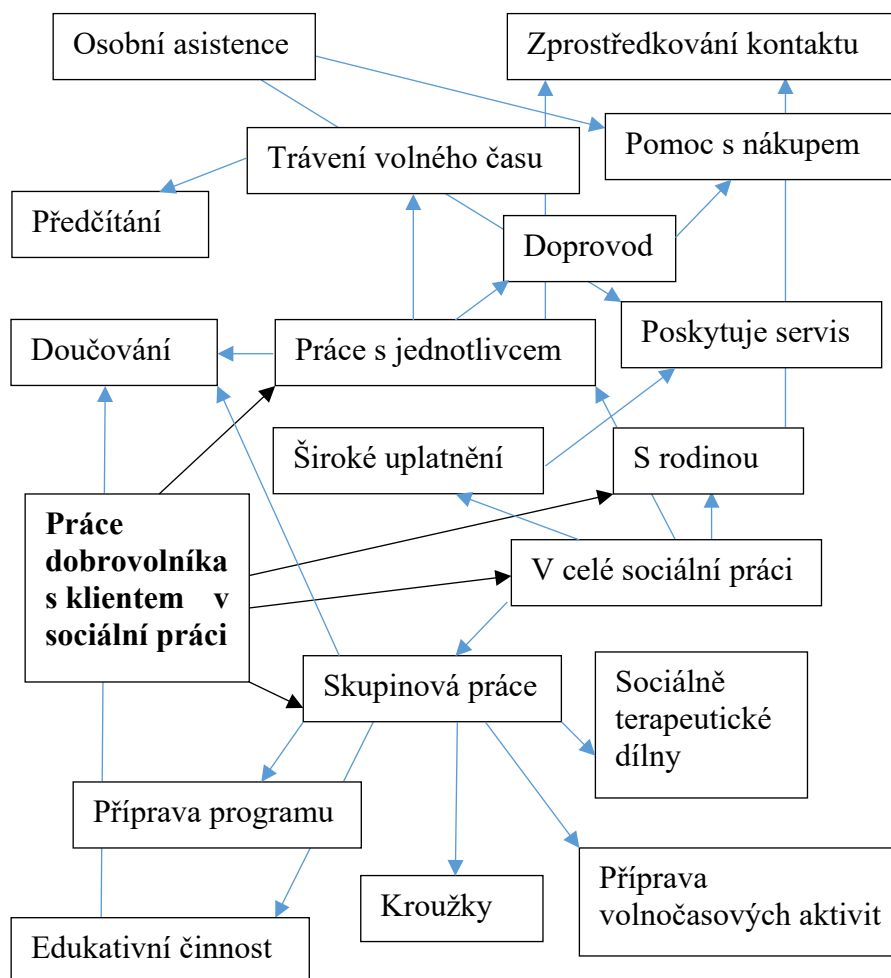 Osobní asistence
Zprostředkování kontaktu
Trávení volného času
Pomoc s nákupem
Předčítání
Doprovod
Doučování
Práce s jednotlivcem
Poskytuje servis
Široké uplatnění
S rodinou
Práce
dobrovolníka
s klientem v
sociální práci
V celé sociální práci
Skupinová práce
Sociálně
terapeutické
dílny
Příprava programu
Kroužky
Příprava
volnočasových aktivit
Edukativní činnost